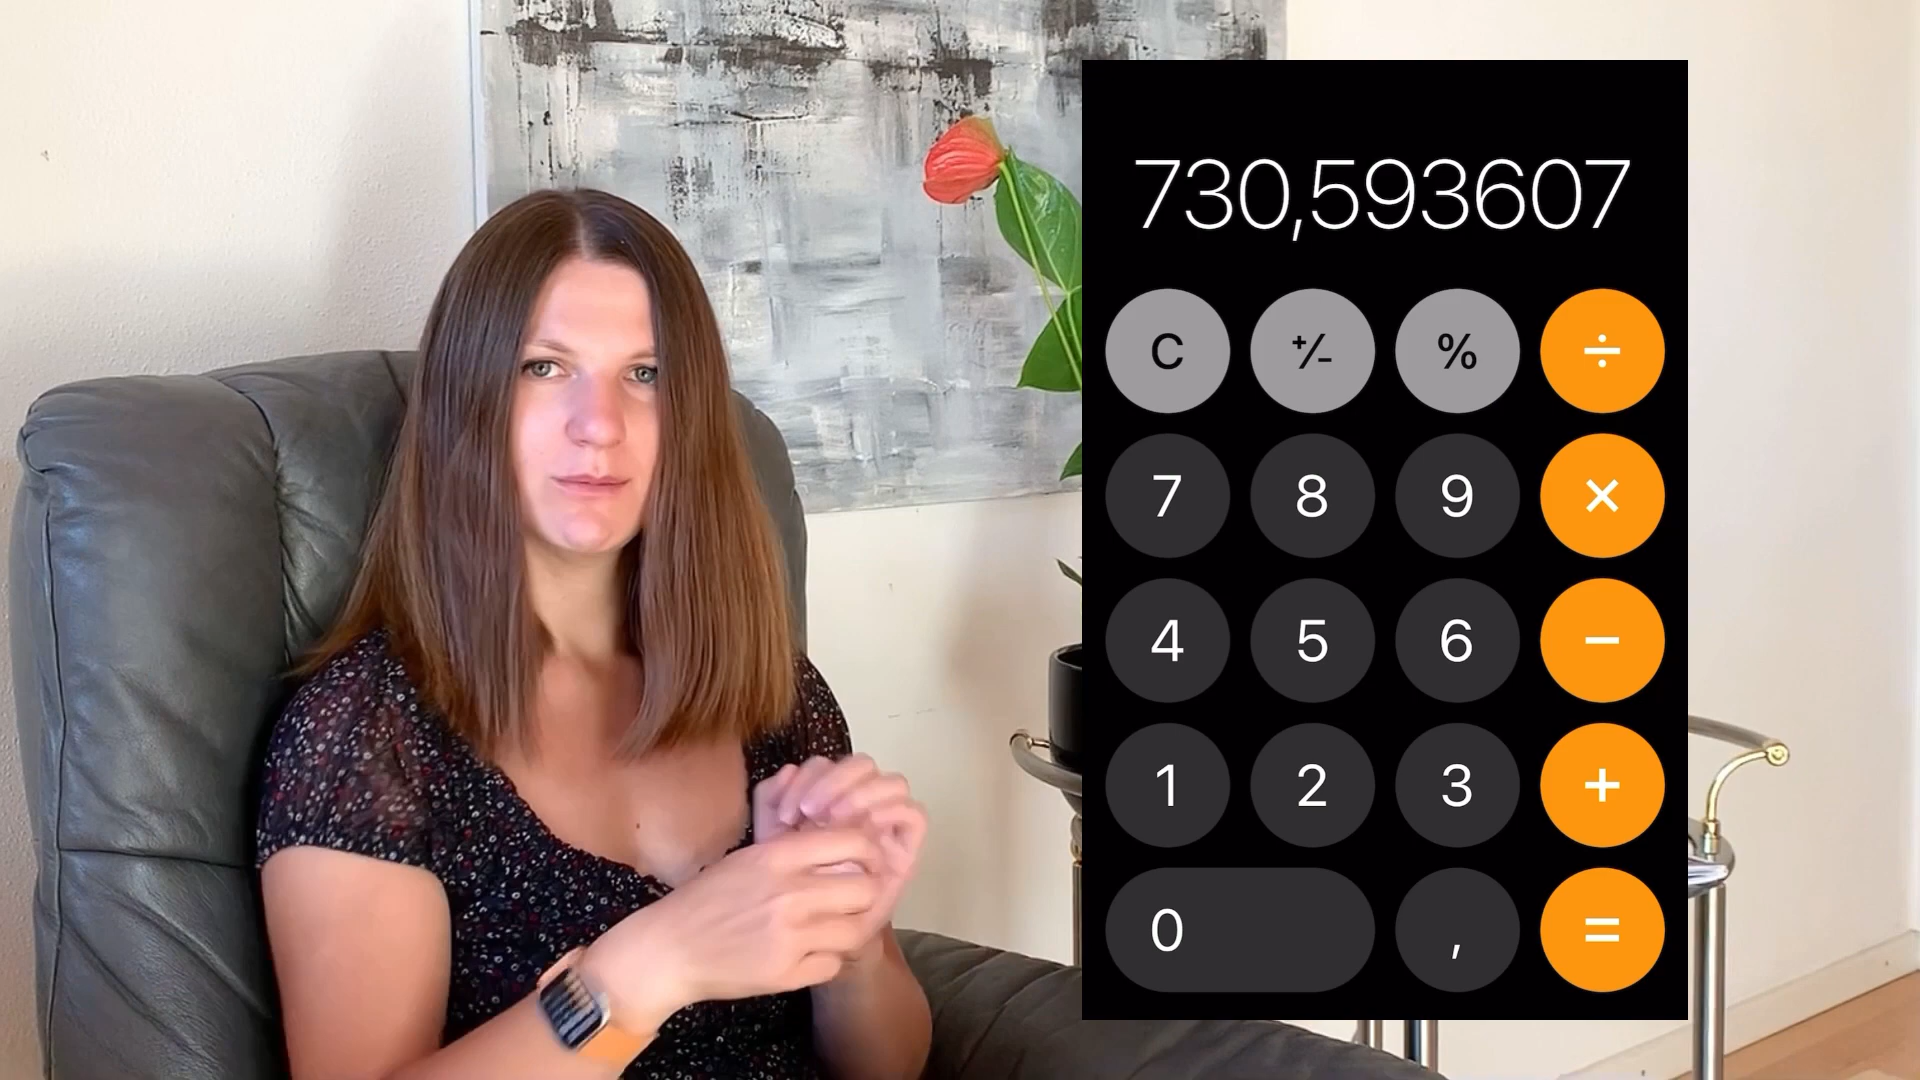 730,593607
C +/- % ÷
7 8 9 ×
4 5 6 −
1 2 3 +
0 , =